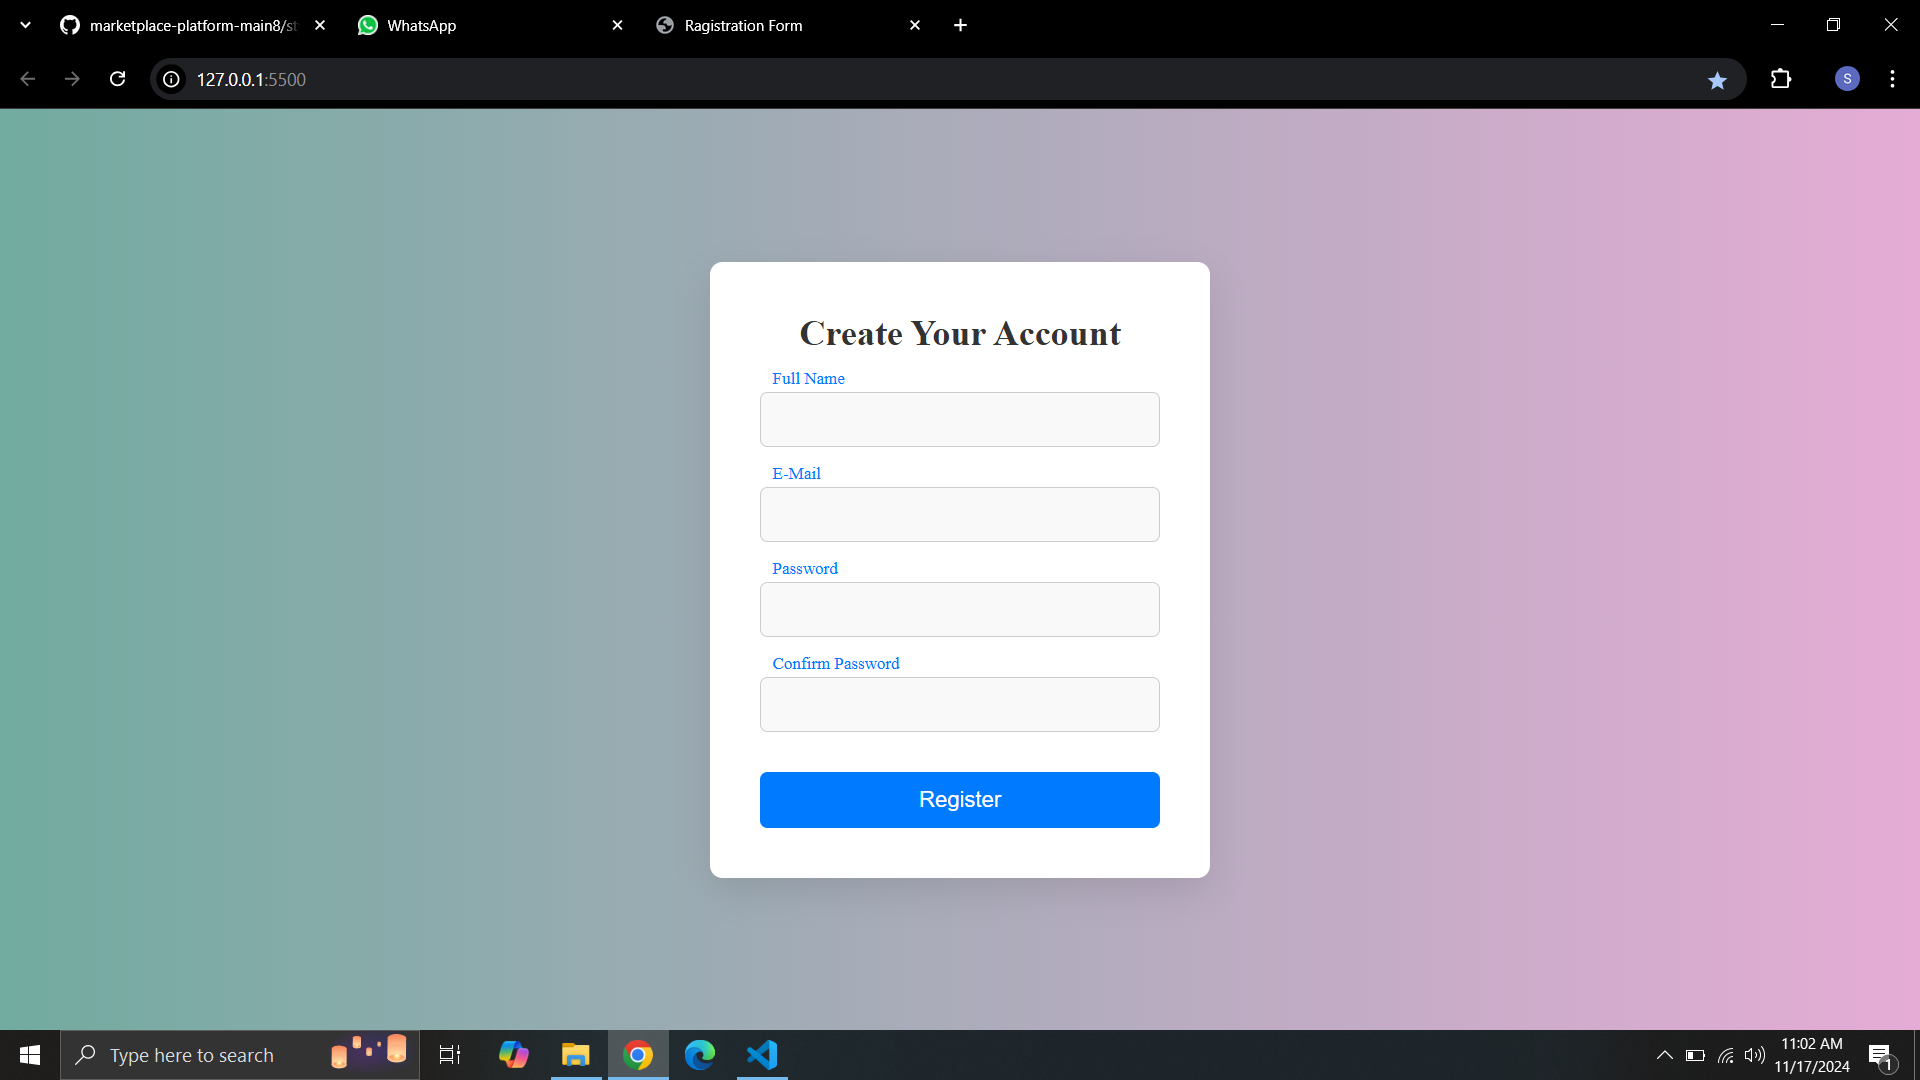 marketplace-platform-main8/st
WhatsApp
Ragistration Form
127.0.0.1:5500
S
Create Your Account
Full Name
E-Mail
Password
Confirm Password
Register
Type here to search
11:02 AM
11/17/2024
1